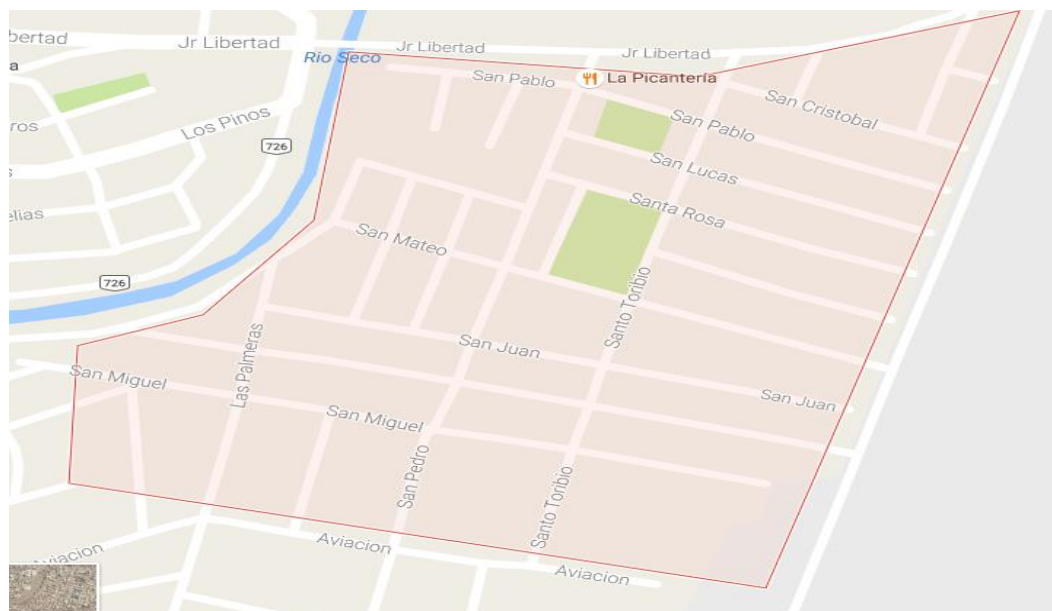 bertad
Jr Libertad
Jr Libertad
Jr Libertad
Rio Seco
a
San Pablo
La Picantería
San Cristobal
ros
Los Pinos
San Pablo
726
San Lucas
elias
Santa Rosa
San Mateo
726
Santo Toribio
Las Palmeras
San Juan
San Miguel
San Juan
San Miguel
San Pedro
Santo Toribio
Aviacion
Aviacion
Aviacion